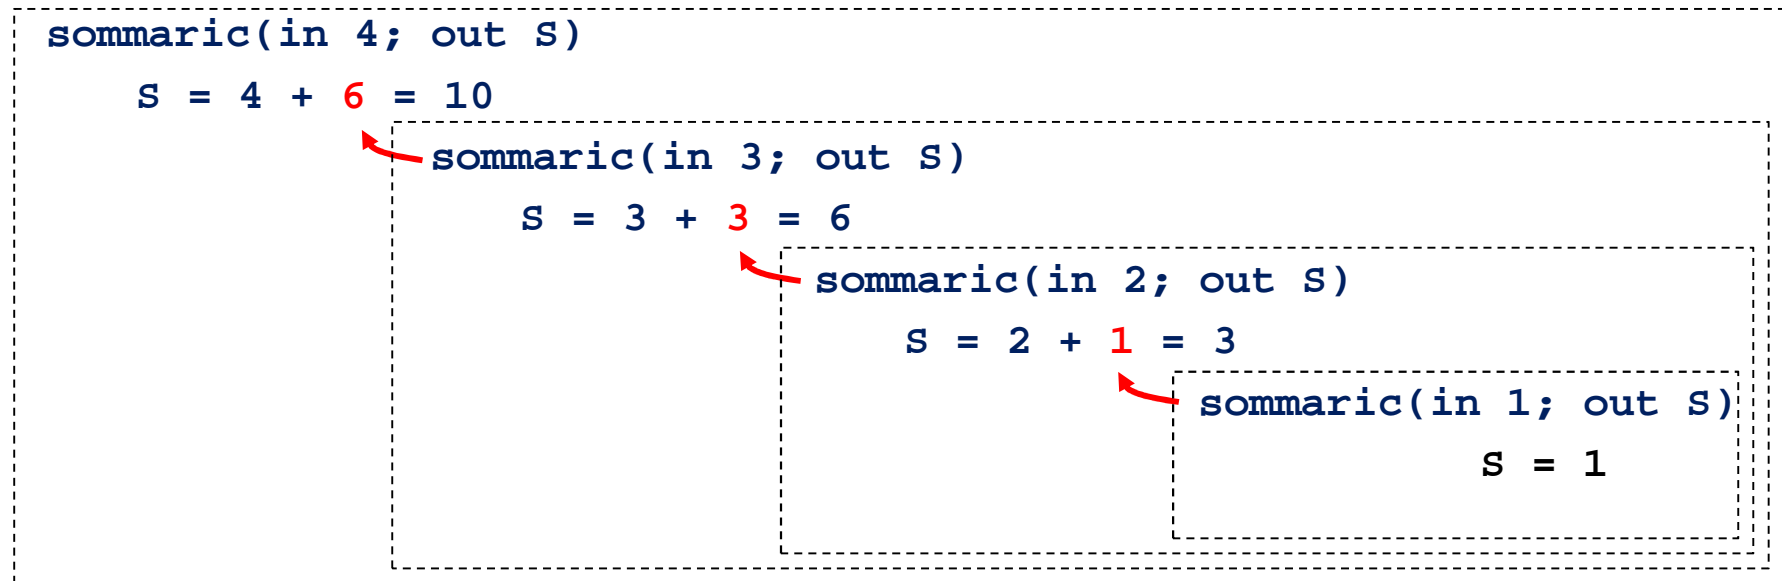 sommaric(in 4; out S)
S = 4 + 6 = 10
sommaric(in 3; out S)
S = 3 + 3 = 6
sommaric(in 2; out S)
S = 2 + 1 = 3
sommaric(in 1; out S)
S = 1